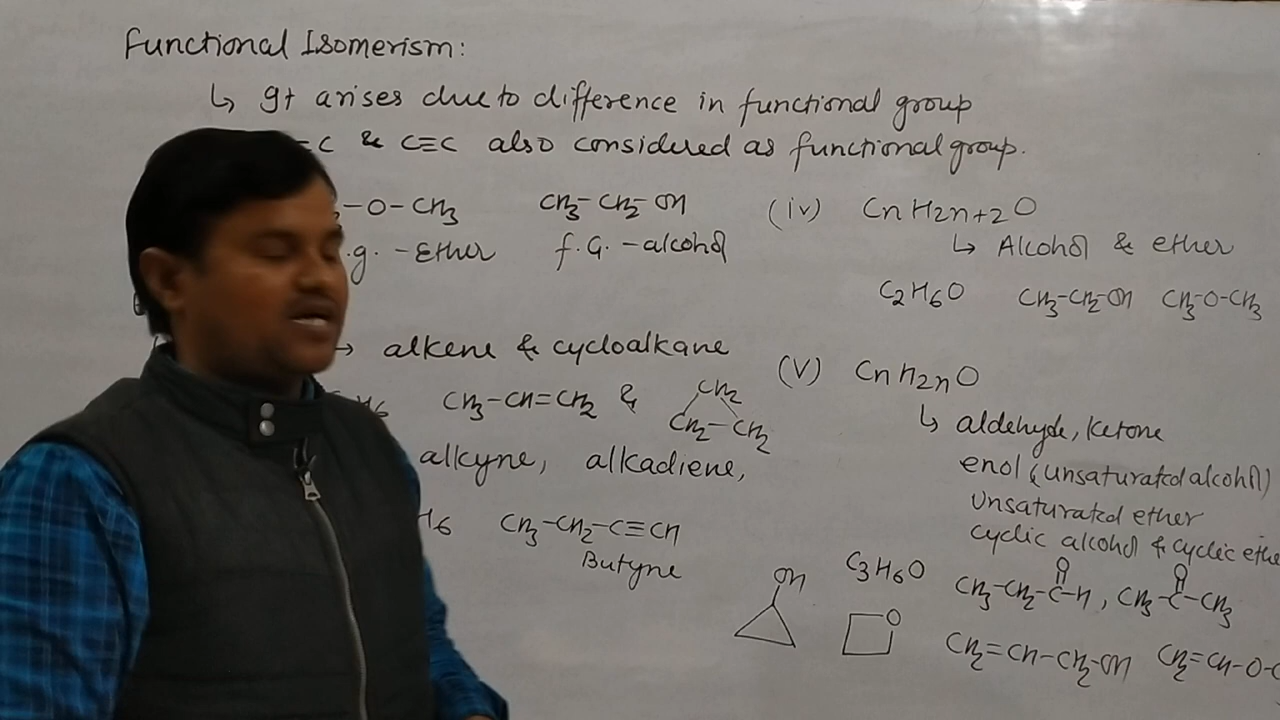 Functional Isomerism:
↳ It arises due to difference in functional group
=C & C≡C also considered as functional group.
-O-CH3 CH3-CH2-OH
.g. -Ether f.G. -alcohol
→ alkene & cycloalkane
H6 CH3-CH=CH2 & CH2
CH2-CH2
alkyne, alkadiene,
H6 CH3-CH2-C≡CH
Butyne
(iv) CnH2n+2O
↳ Alcohol & ether
C2H6O CH3-CH2-OH CH3-O-CH3
(V) CnH2nO
↳ aldehyde, Ketone
enol (unsaturated alcohol)
Unsaturated ether
cyclic alcohol & cyclic ethe
C3H6O
O O
CH3-CH2-C-H, CH3-C-CH3
OH O
CH2=CH-CH2-OH CH2=CH-O-C